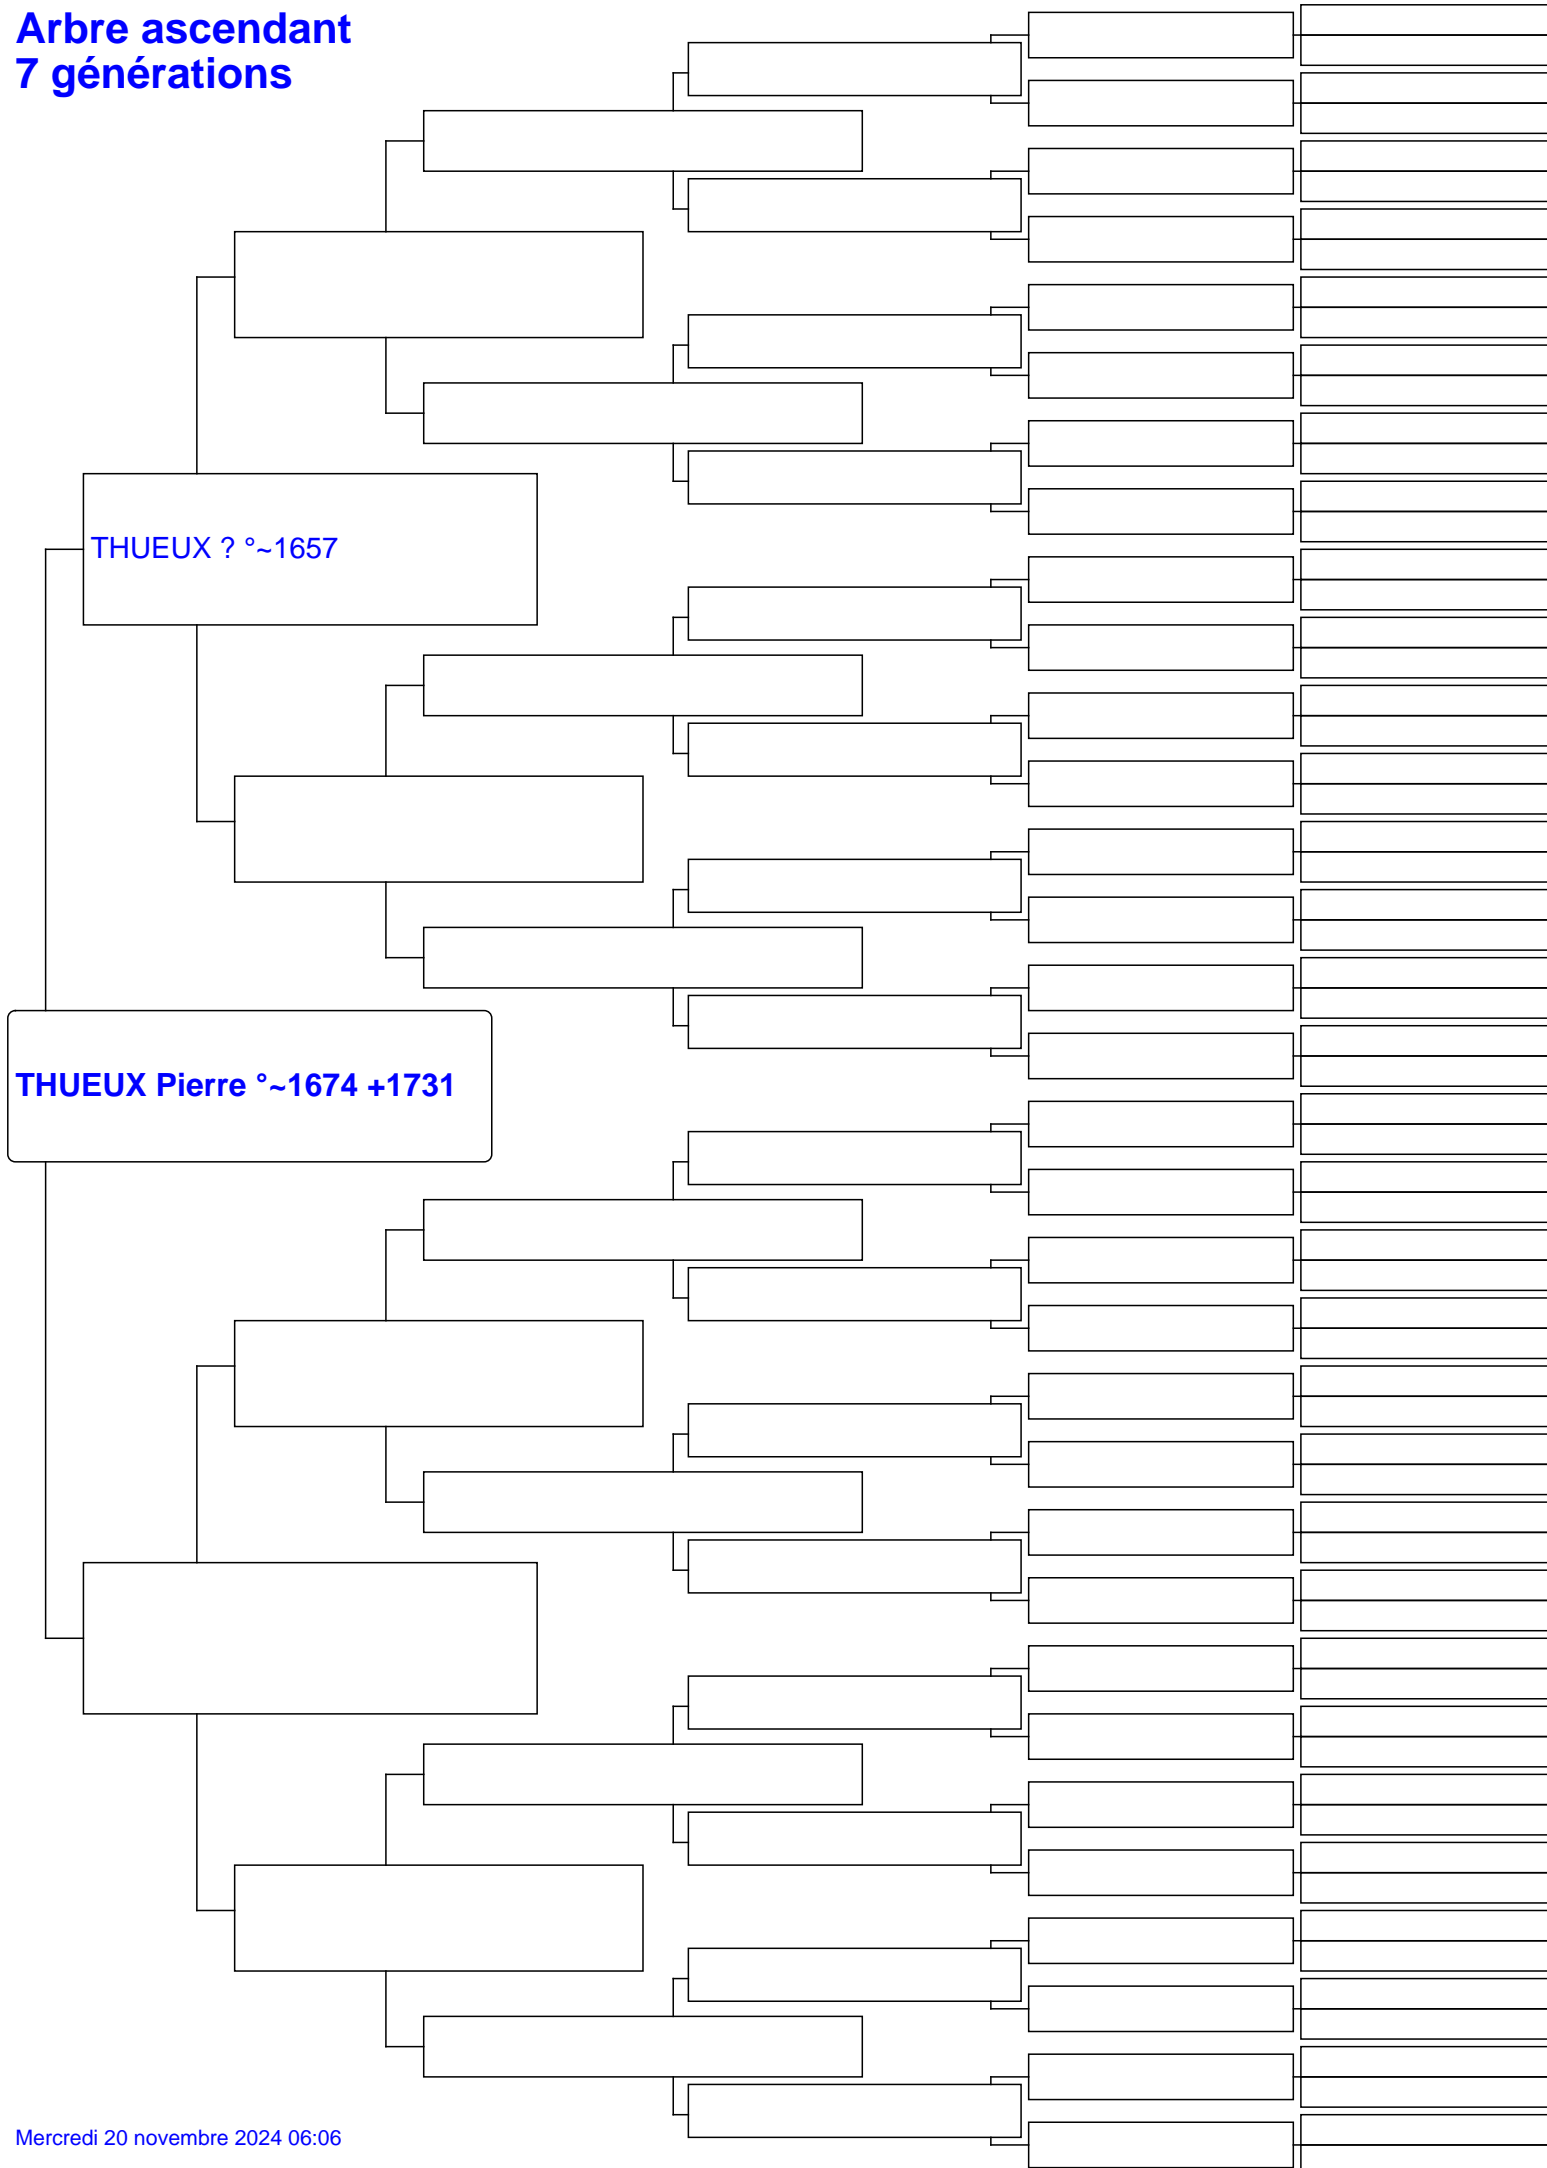 Arbre ascendant
7 générations
THUEUX ? °~1657
THUEUX Pierre °~1674 +1731
Mercredi 20 novembre 2024 06:06